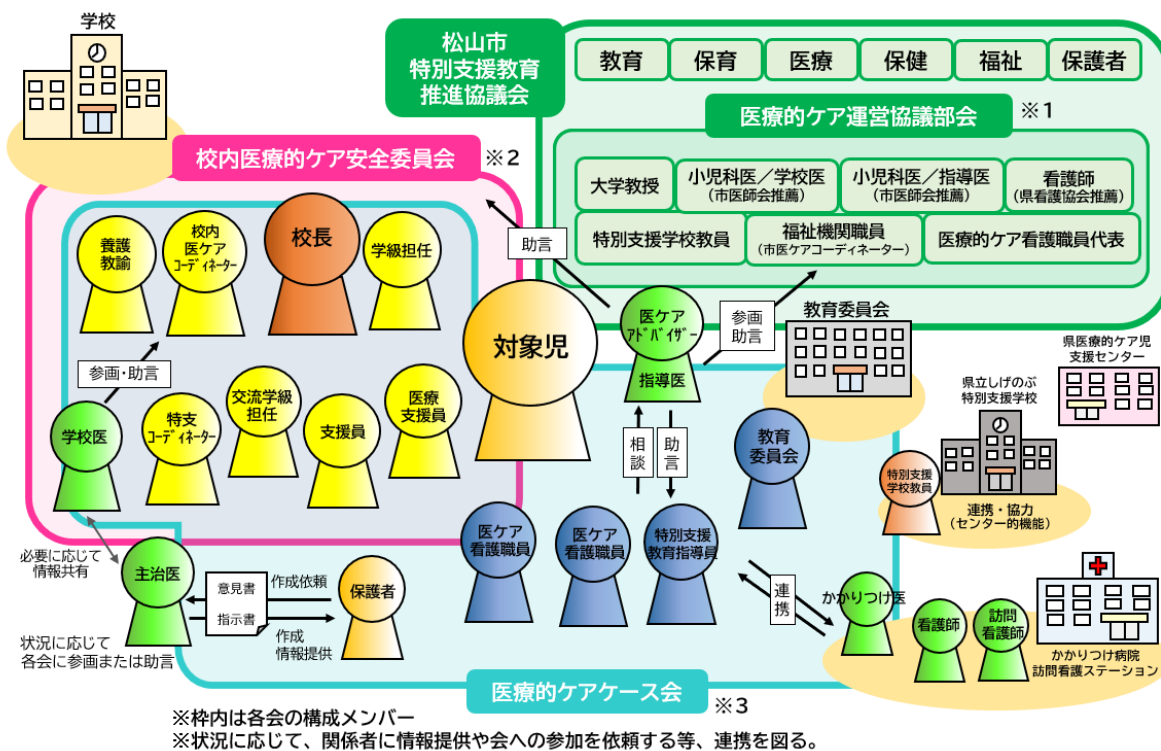 学校
松山市
特別支援教育
推進協議会
教育
保育
医療
保健
福祉
保護者
医療的ケア運営協議部会
※1
大学教授
小児科医／学校医
（市医師会推薦）
小児科医／指導医
（市医師会推薦）
看護師
（県看護協会推薦）
特別支援学校教員
福祉機関職員
（市医ケアコーディネーター）
医療的ケア看護職員代表
校内医療的ケア安全委員会
※2
養護
教諭
校内
医ケア
ｺｰﾃﾞｨﾈｰﾀｰ
校長
学級担任
助言
対象児
医ケア
ｱﾄﾞﾊﾞｲｻﾞｰ
指導医
参画
助言
教育委員会
県医療的ケア児
支援センター
県立しげのぶ
特別支援学校
参画・助言
学校医
特支
ｺｰﾃﾞｨﾈｰﾀｰ
交流学級
担任
支援員
医療
支援員
相談
助言
教育
委員会
特別支援
学校教員
連携・協力
（センター的機能）
医ケア
看護職員
医ケア
看護職員
特別支援
教育指導員
必要に応じて
情報共有
主治医
意見書
指示書
作成依頼
作成
情報提供
保護者
連携
かかりつけ医
看護師
訪問
看護師
かかりつけ病院
訪問看護ステーション
状況に応じて
各会に参画または助言
医療的ケアケース会
※3
※枠内は各会の構成メンバー
※状況に応じて、関係者に情報提供や会への参加を依頼する等、連携を図る。